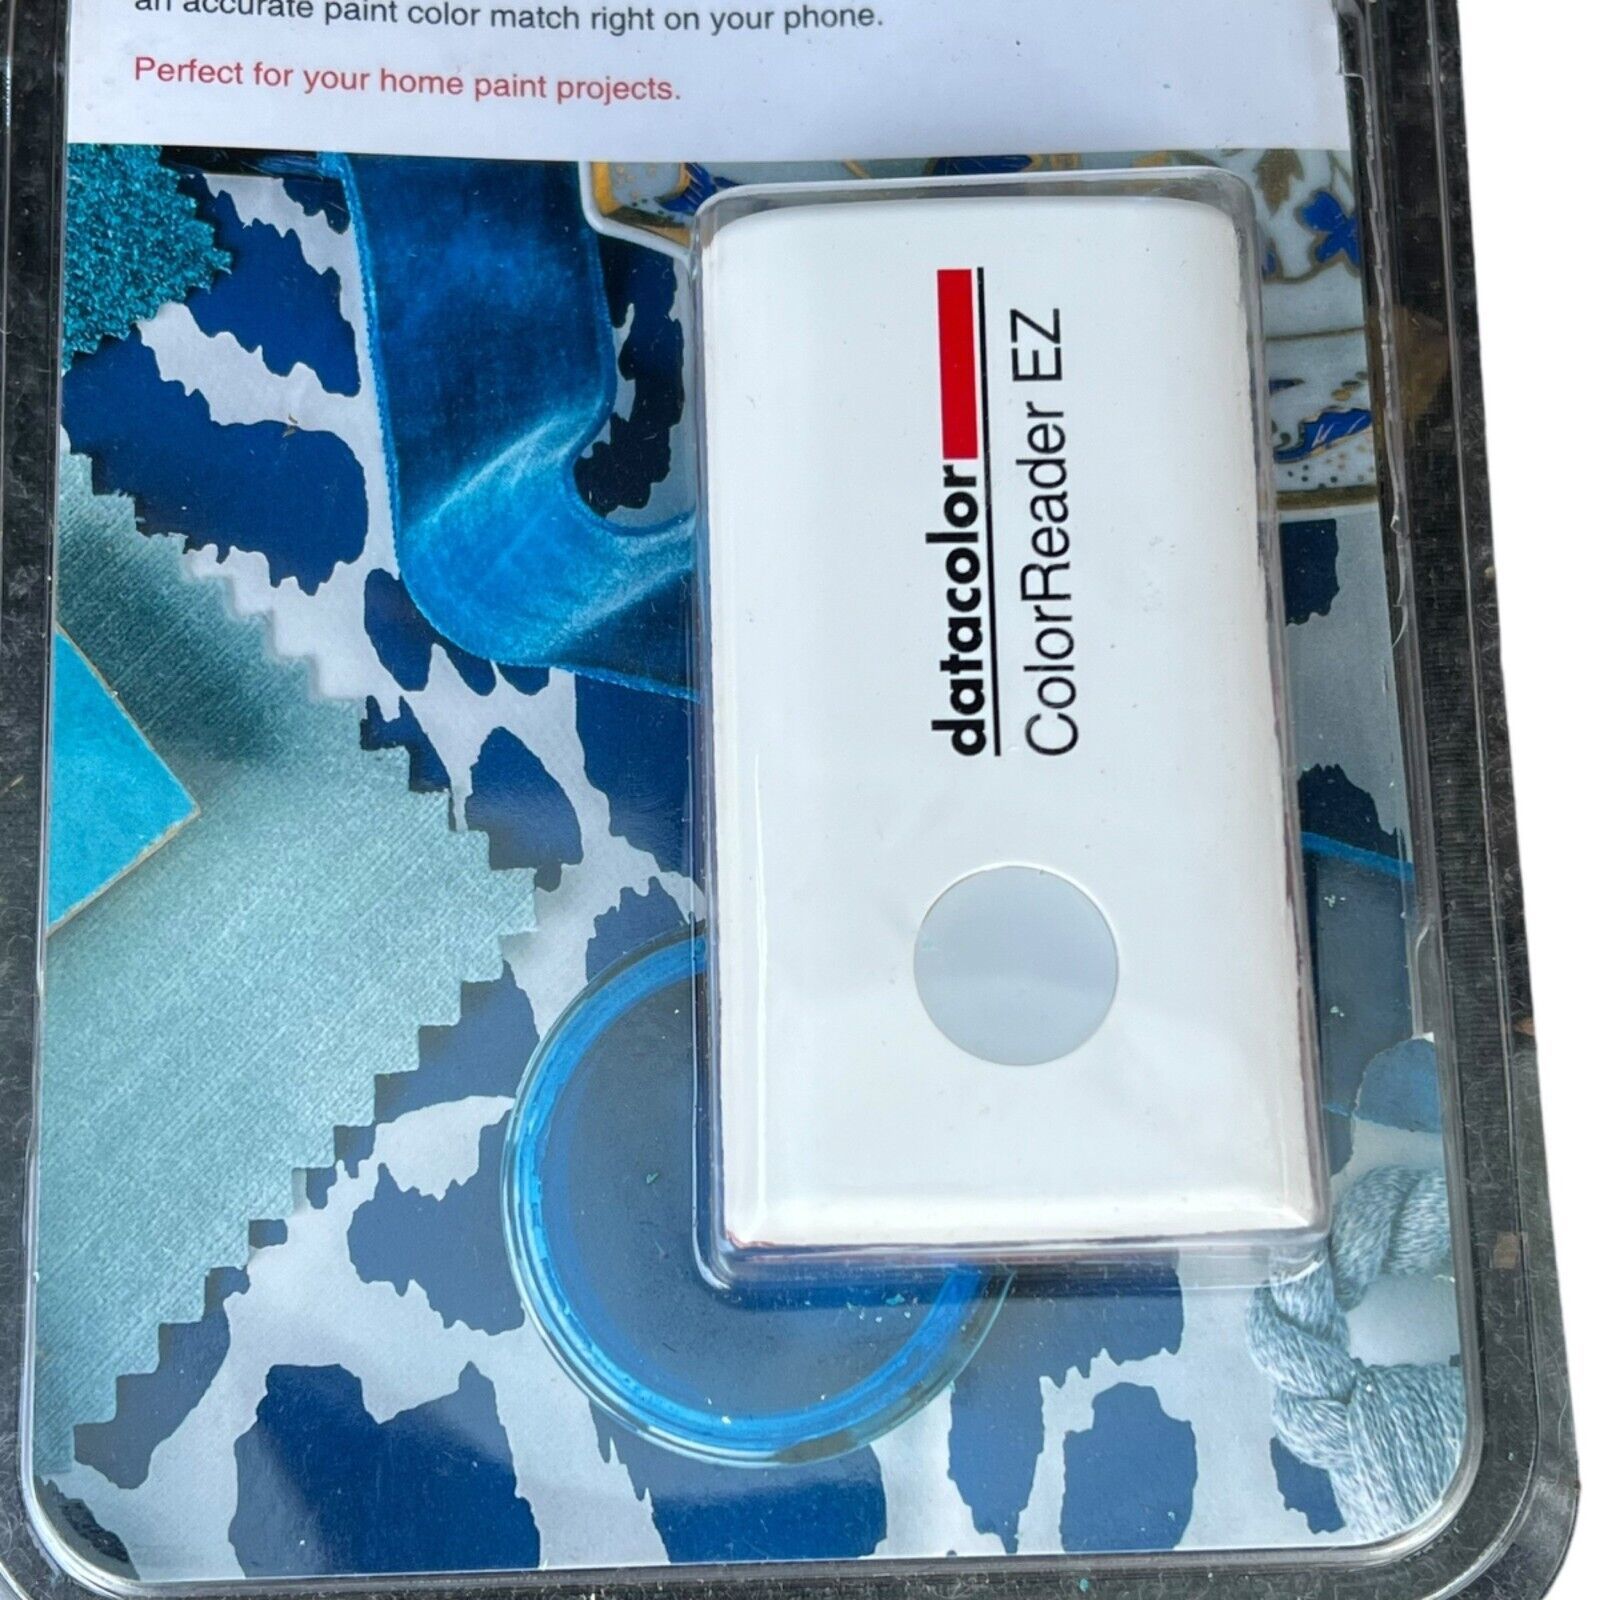 an accurate paint color match right on your phone.
Perfect for your home paint projects.
datacolor
ColorReader EZ